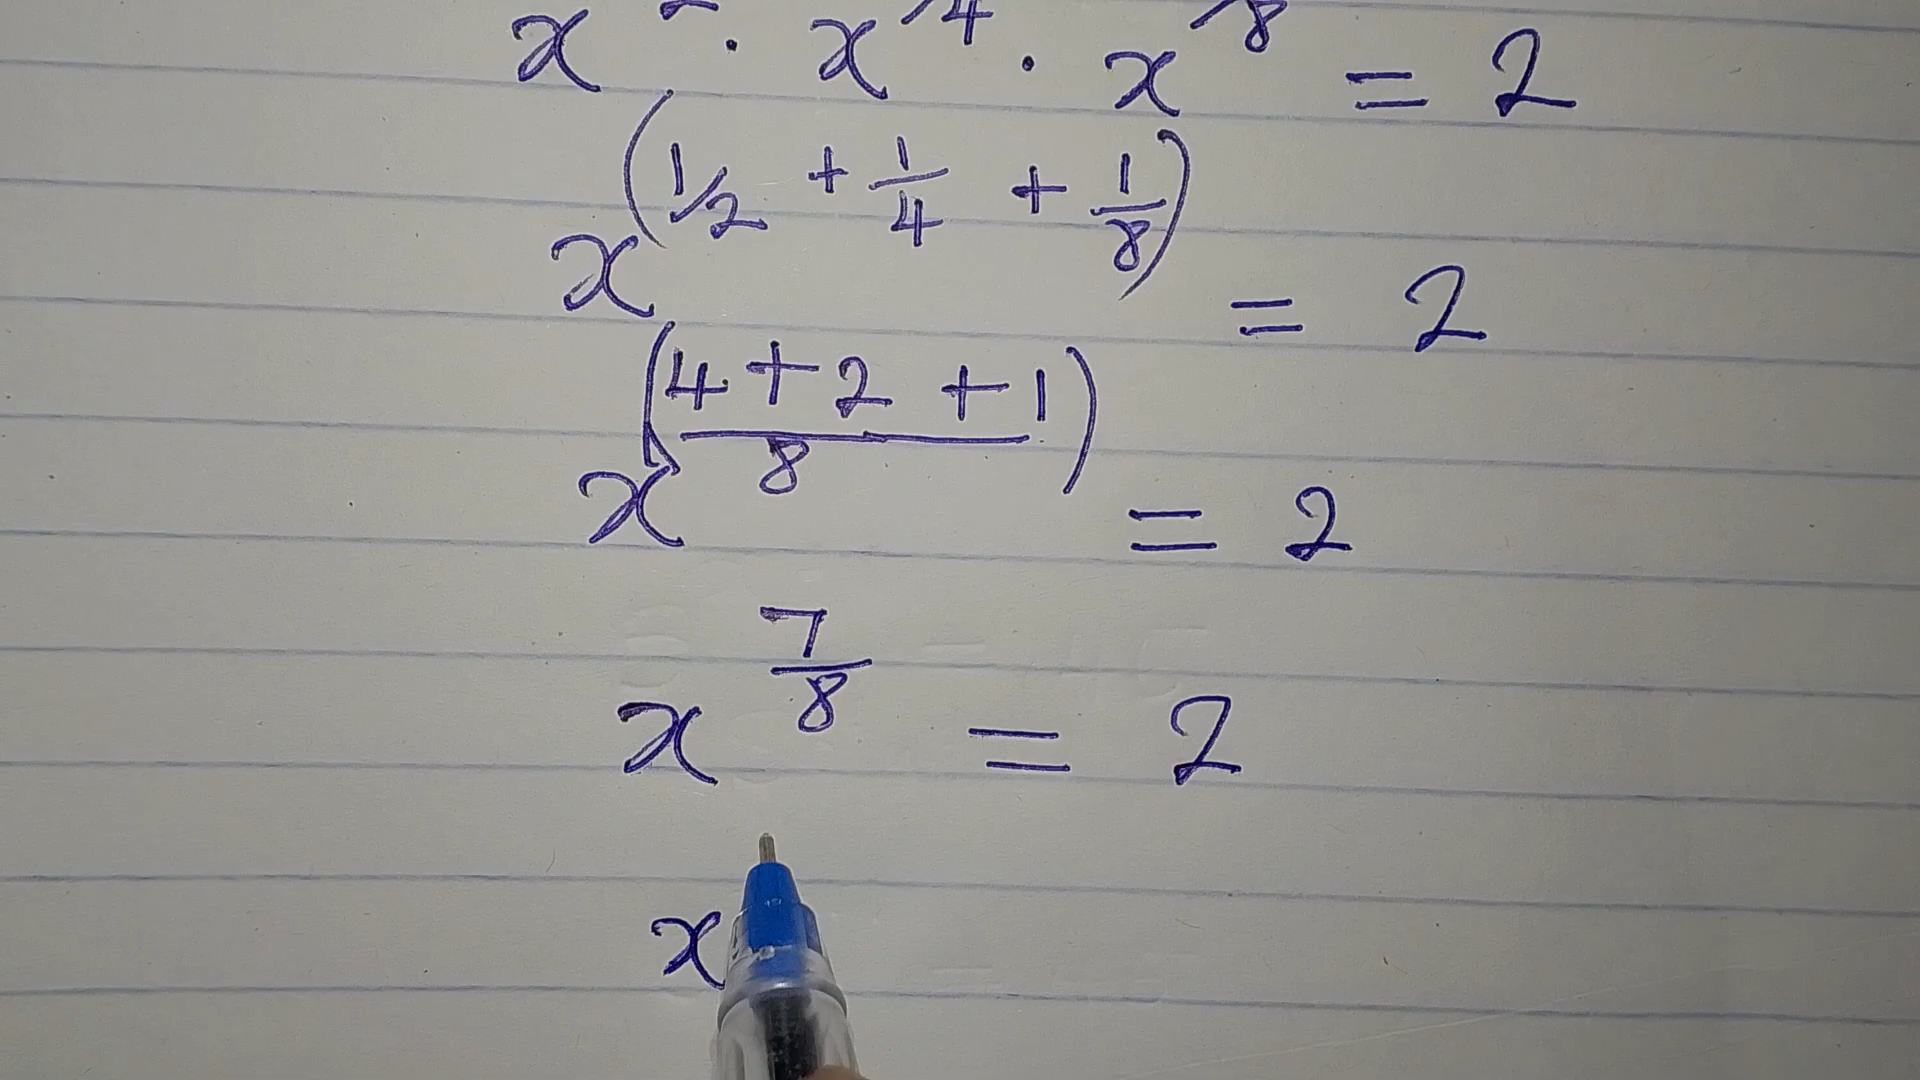 x^2 · x^1/4 · x^1/8 = 2
x^(1/2 + 1/4 + 1/8) = 2
x^((4 + 2 + 1)/8) = 2
x^7/8 = 2
x